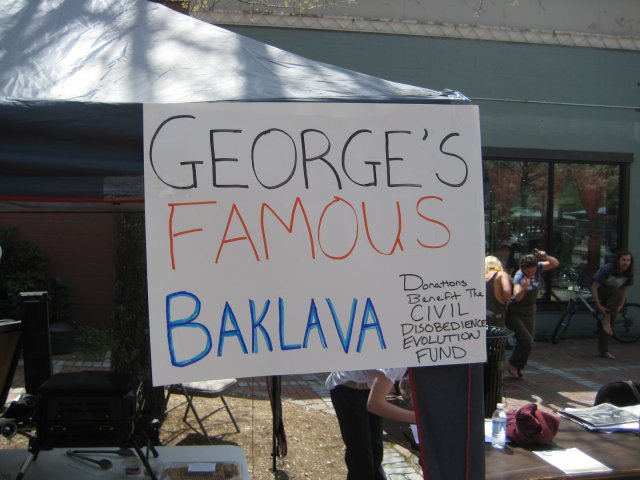 GEORGE'S
FAMOUS
BAKLAVA
Donations
Benefit The
CIVIL
DISOBEDIENCE
EVOLUTION
FUND